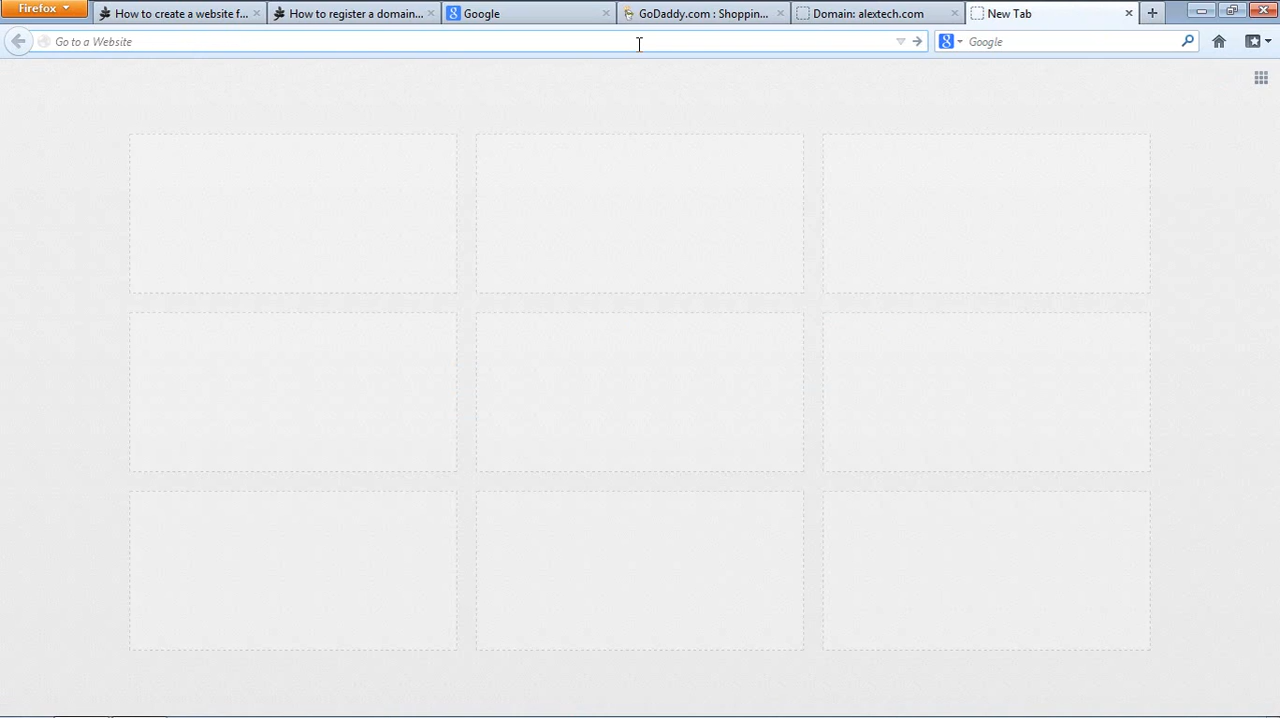 Firefox
How to create a website f...
How to register a domain...
Google
GoDaddy.com : Shoppin...
Domain: alextech.com
New Tab
Go to a Website
Google